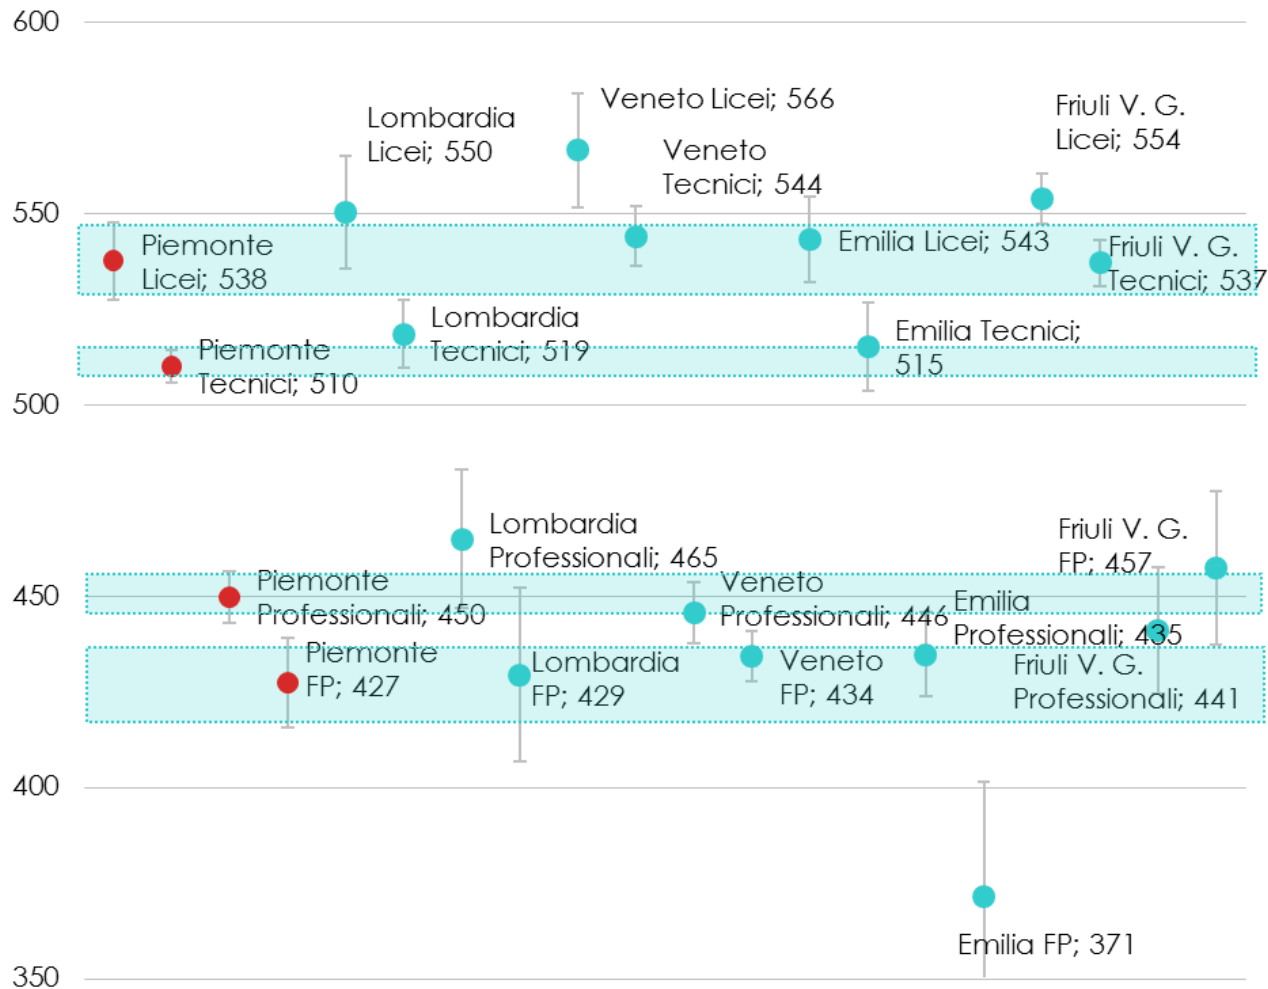 600
Veneto Licei; 566
Friuli V. G.
Licei; 554
Lombardia
Licei; 550
Veneto
Tecnici; 544
550
Piemonte
Licei; 538
Emilia Licei; 543
Friuli V. G.
Tecnici; 537
Lombardia
Tecnici; 519
Emilia Tecnici;
515
Piemonte
Tecnici; 510
500
Lombardia
Professionali; 465
Friuli V. G.
FP; 457
450
Piemonte
Professionali; 450
Veneto
Professionali; 446
Emilia
Professionali; 435
Piemonte
FP; 427
Lombardia
FP; 429
Veneto
FP; 434
Friuli V. G.
Professionali; 441
400
Emilia FP; 371
350